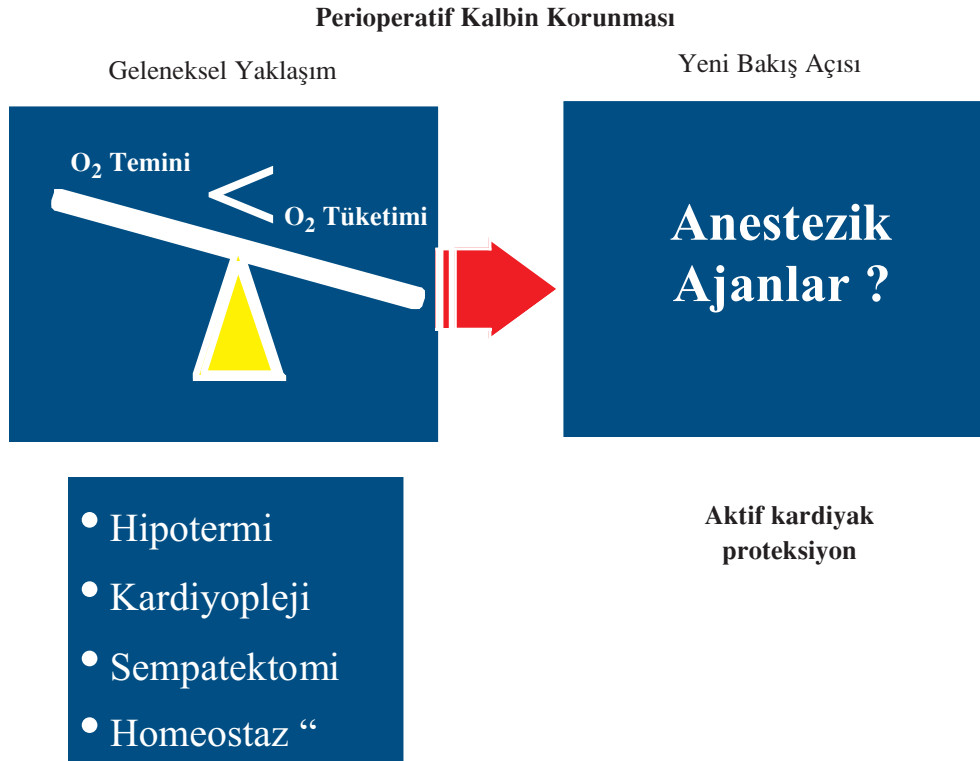 Perioperatif Kalbin Korunması
Geleneksel Yaklaşım
Yeni Bakış Açısı
O₂ Temini
<
O₂ Tüketimi
Anestezik
Ajanlar ?
• Hipotermi
• Kardiyopleji
• Sempatektomi
• Homeostaz “
Aktif kardiyak
proteksiyon